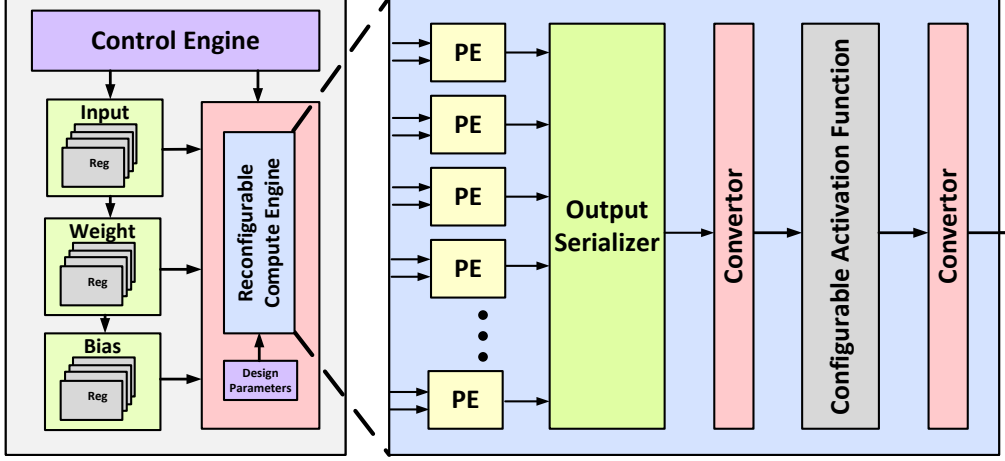 Control Engine
Input
Reg
Weight
Reg
Bias
Reg
Reconfigurable
Compute Engine
Design
Parameters
PE
PE
PE
PE
PE
Output
Serializer
Convertor
Configurable Activation Function
Convertor